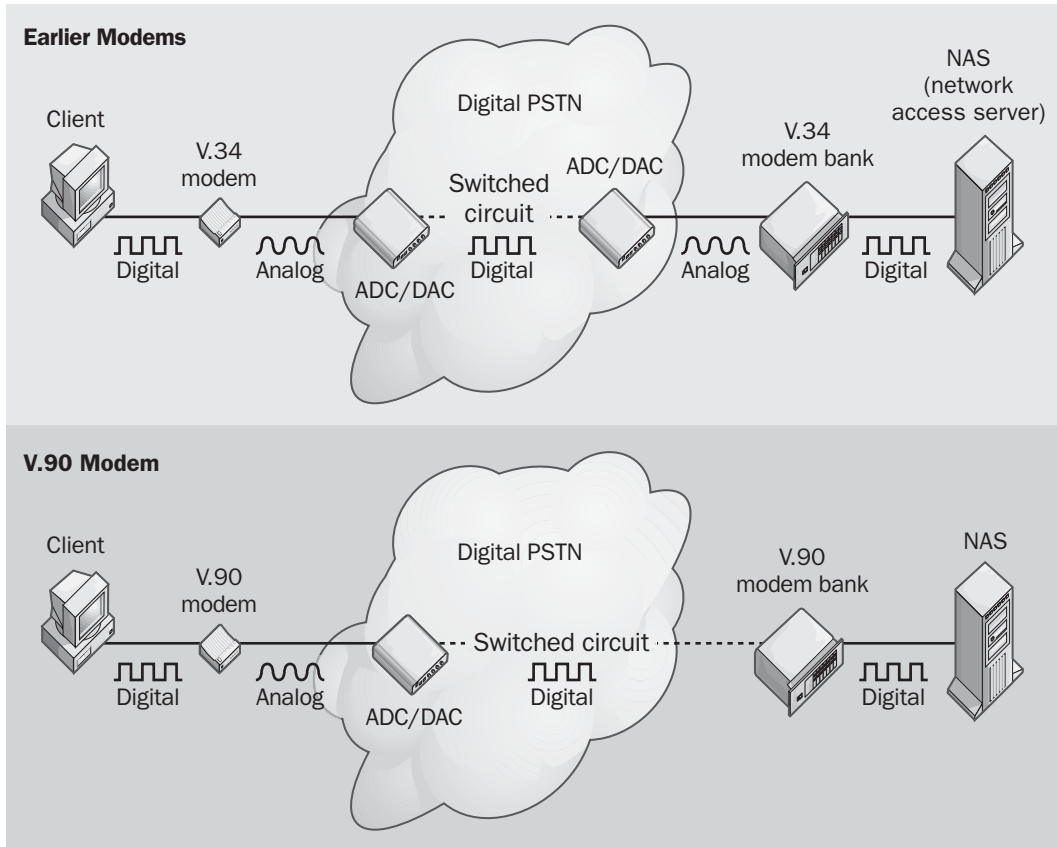 Earlier Modems
Client
V.34
modem
Digital PSTN
ADC/DAC
V.34
modem bank
NAS
(network
access server)
Switched
circuit
Digital
Analog
ADC/DAC
Digital
Analog
Digital
V.90 Modem
Client
V.90
modem
Digital PSTN
V.90
modem bank
NAS
Switched circuit
Digital
Analog
ADC/DAC
Digital
Digital